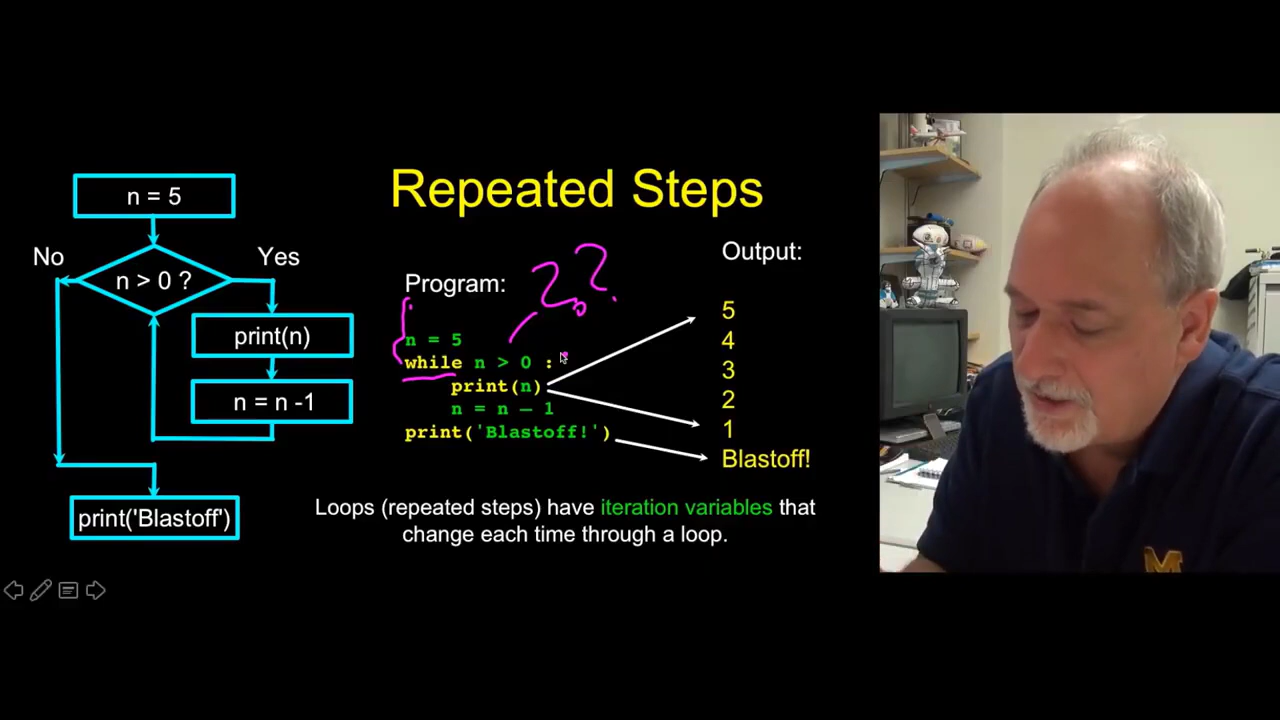 Repeated Steps
n = 5
No
Yes
n > 0 ?
print(n)
n = n -1
print('Blastoff')
Program:
n = 5
while n > 0 :
print(n)
n = n – 1
print('Blastoff!')
??
Output:
5
4
3
2
1
Blastoff!
Loops (repeated steps) have iteration variables that
change each time through a loop.
M